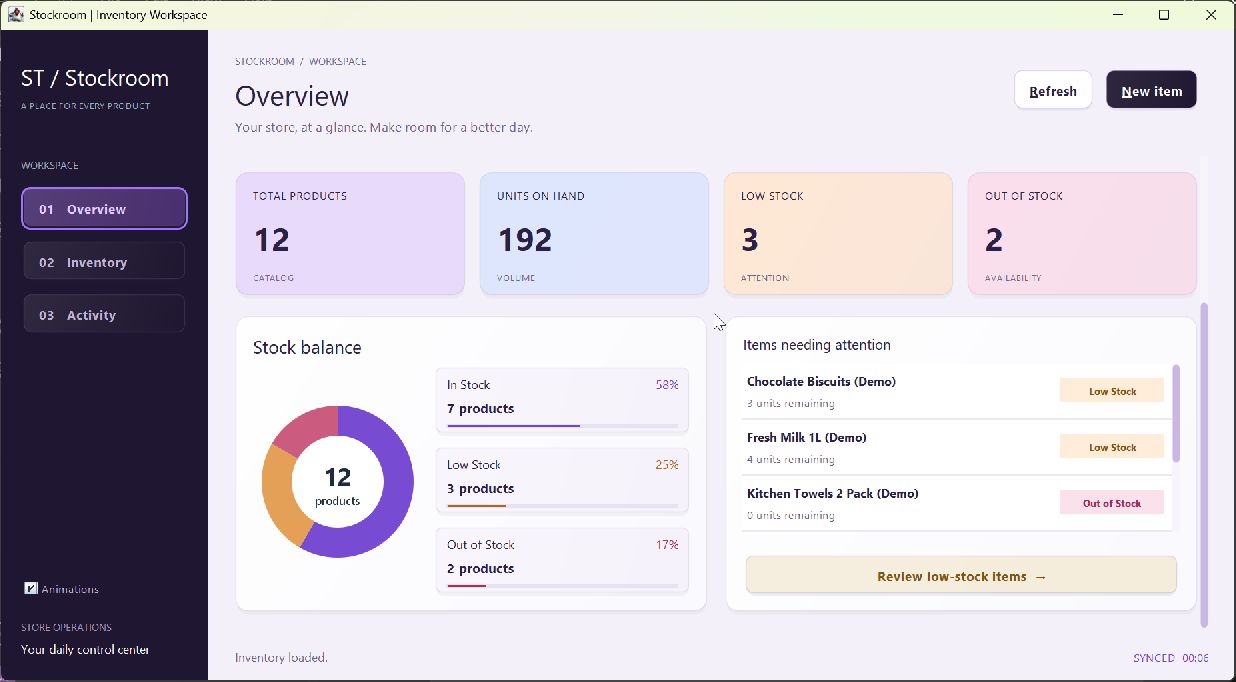 Stockroom | Inventory Workspace
ST / Stockroom
A PLACE FOR EVERY PRODUCT
WORKSPACE
01 Overview
02 Inventory
03 Activity
Animations
STORE OPERATIONS
Your daily control center
STOCKROOM / WORKSPACE
Overview
Your store, at a glance. Make room for a better day.
Refresh
New item
TOTAL PRODUCTS
12
CATALOG
UNITS ON HAND
192
VOLUME
LOW STOCK
3
ATTENTION
OUT OF STOCK
2
AVAILABILITY
Stock balance
12
products
In Stock 58%
7 products
Low Stock 25%
3 products
Out of Stock 17%
2 products
Items needing attention
Chocolate Biscuits (Demo)
3 units remaining
Low Stock
Fresh Milk 1L (Demo)
4 units remaining
Low Stock
Kitchen Towels 2 Pack (Demo)
0 units remaining
Out of Stock
Review low-stock items →
Inventory loaded.
SYNCED 00:06